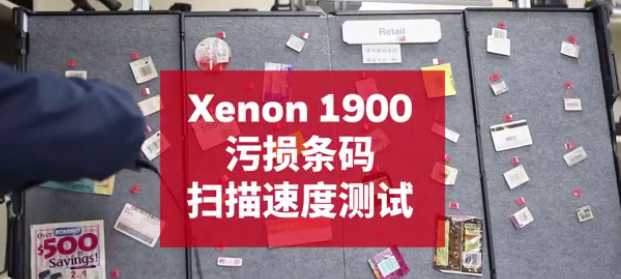 Retail
Xenon 1900
污损条码
扫描速度测试
Over
$500
Savings!